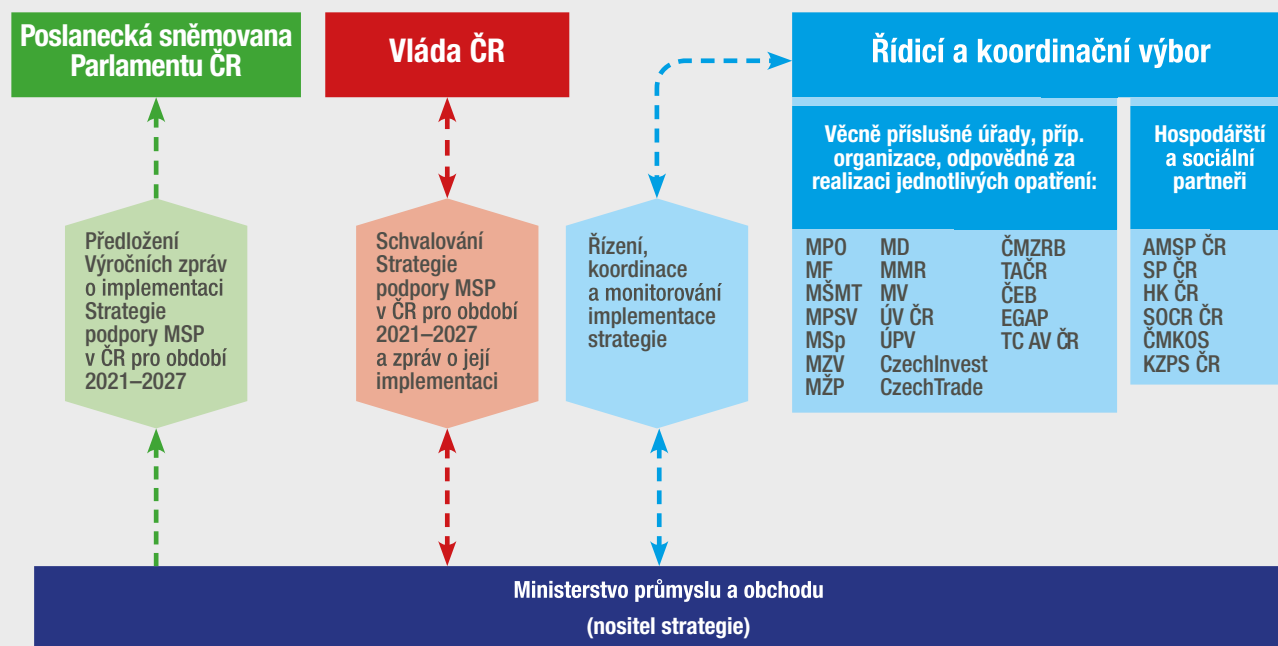 Poslanecká sněmovana
Parlamentu ČR
Vláda ČR
Řídicí a koordinační výbor
Věcně příslušné úřady, příp.
organizace, odpovědné za
realizaci jednotlivých opatření:
Hospodářští
a sociální
partneři
Předložení
Výročních zpráv
o implementaci
Strategie
podpory MSP
v ČR pro období
2021–2027
Schvalování
Strategie
podpory MSP
v ČR pro období
2021–2027
a zpráv o její
implementaci
Řízení,
koordinace
a monitorování
implementace
strategie
MPO
MF
MŠMT
MPSV
MSp
MZV
MŽP
MD
MMR
MV
ÚV ČR
ÚPV
CzechInvest
CzechTrade
ČMZRB
TAČR
ČEB
EGAP
TC AV ČR
AMSP ČR
SP ČR
HK ČR
SOCR ČR
ČMKOS
KZPS ČR
Ministerstvo průmyslu a obchodu
(nositel strategie)